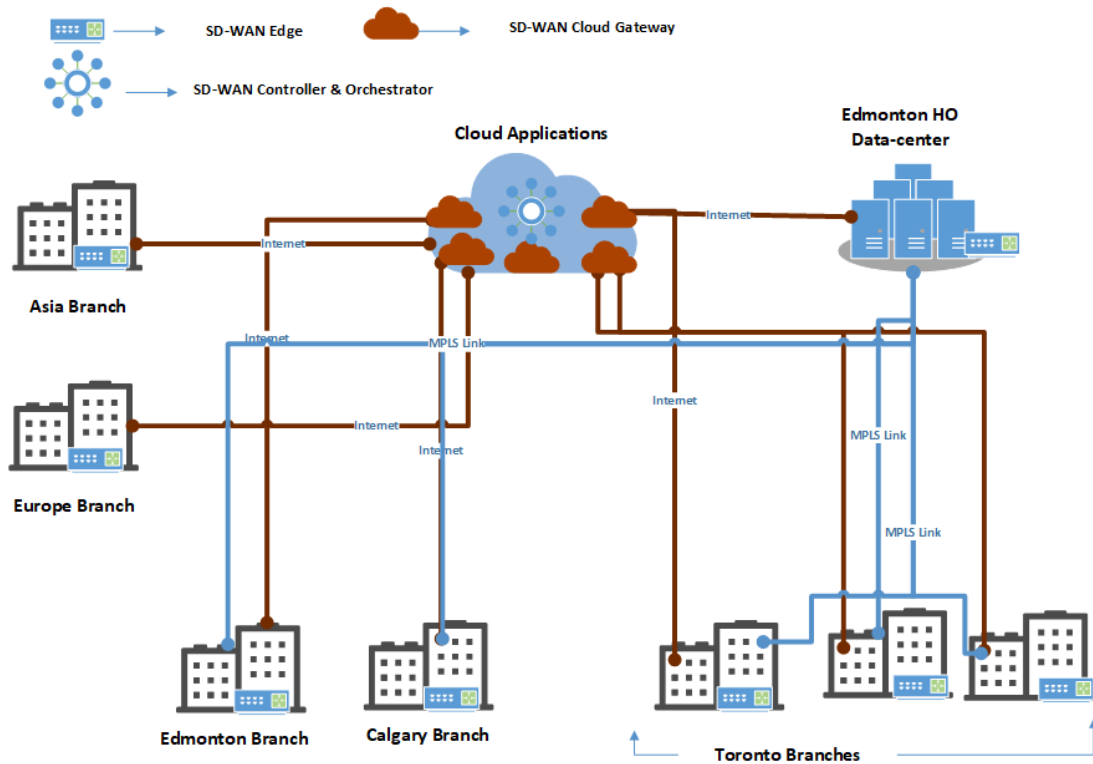 SD-WAN Edge
SD-WAN Cloud Gateway
SD-WAN Controller & Orchestrator
Cloud Applications
Edmonton HO
Data-center
Internet
Internet
Asia Branch
Internet
MPLS Link
Internet
Internet
Internet
MPLS Link
Europe Branch
MPLS Link
Edmonton Branch
Calgary Branch
Toronto Branches